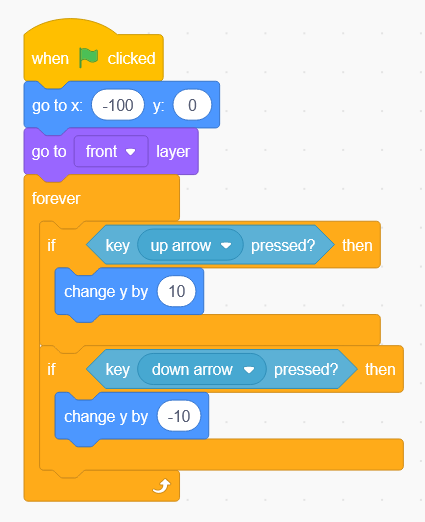 when clicked
go to x: -100 y: 0
go to front layer
forever
if key up arrow pressed? then
change y by 10
if key down arrow pressed? then
change y by -10